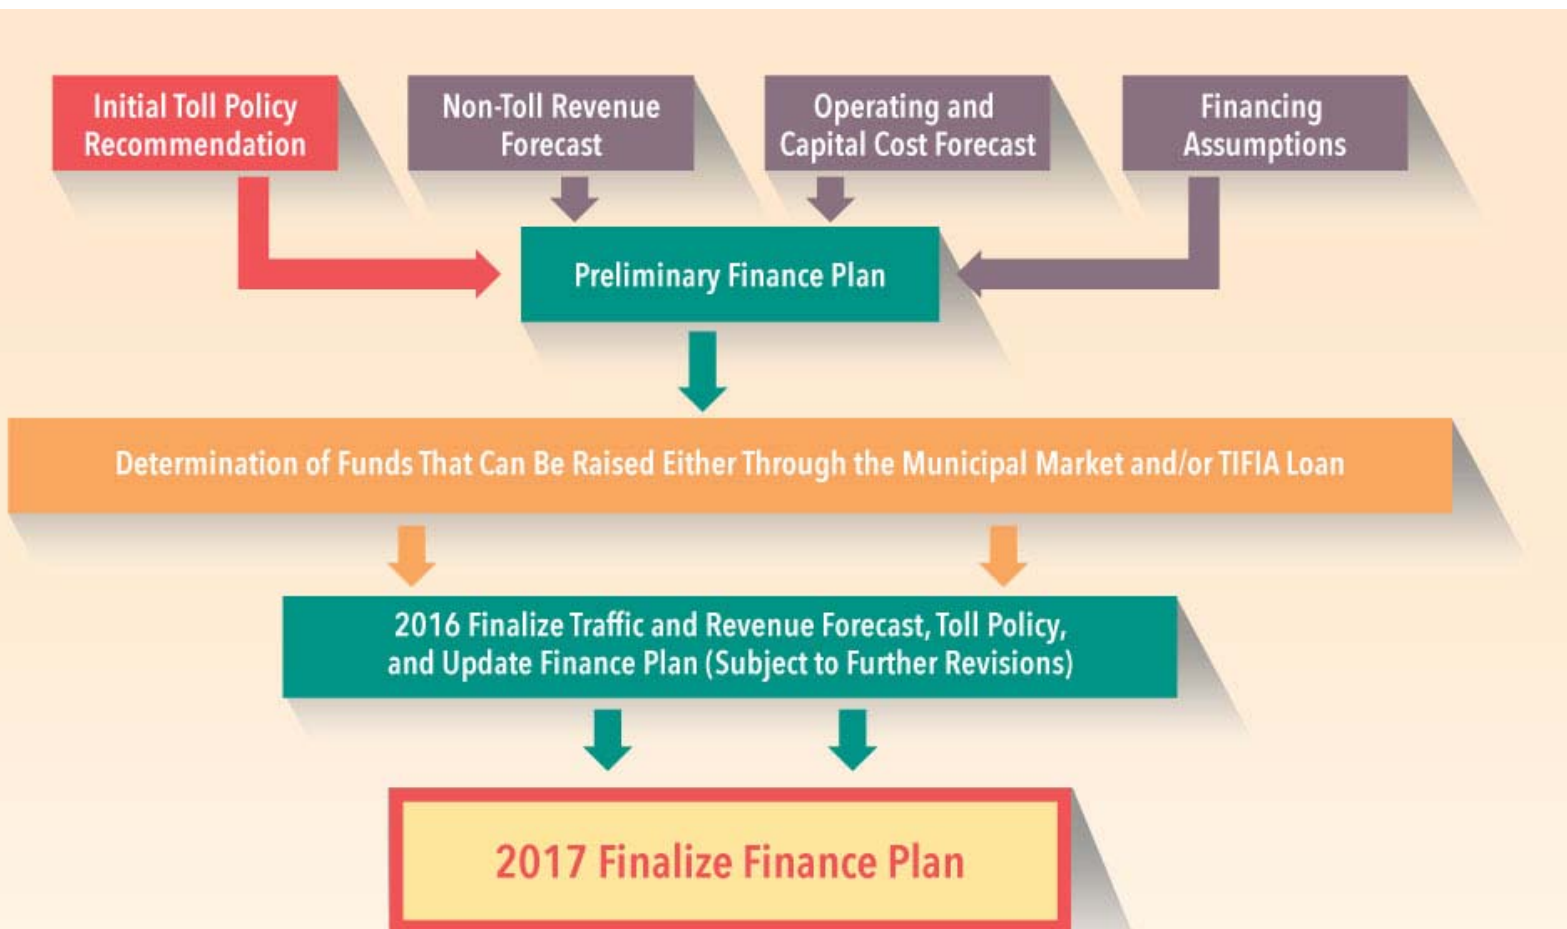 Initial Toll Policy
Recommendation
Non-Toll Revenue
Forecast
Operating and
Capital Cost Forecast
Financing
Assumptions
Preliminary Finance Plan
Determination of Funds That Can Be Raised Either Through the Municipal Market and/or TIFIA Loan
2016 Finalize Traffic and Revenue Forecast, Toll Policy,
and Update Finance Plan (Subject to Further Revisions)
2017 Finalize Finance Plan